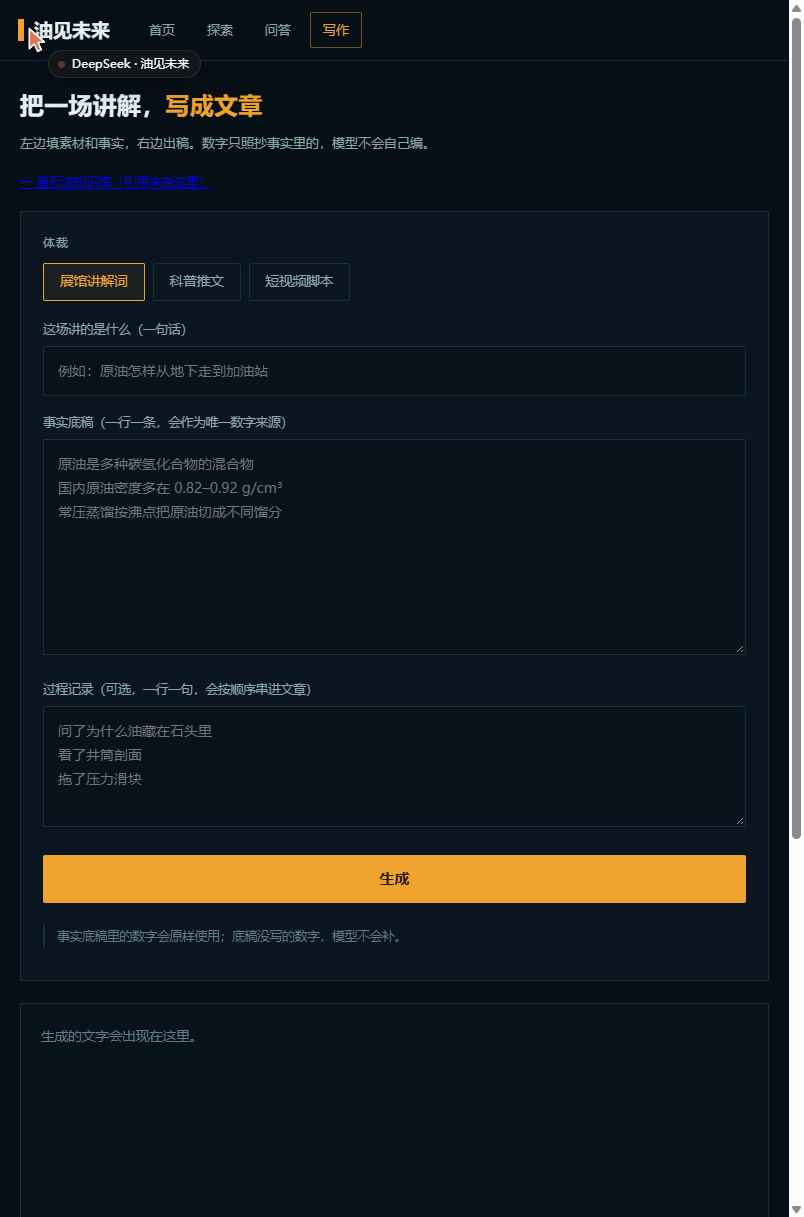 油见未来
首页
探索
问答
写作
DeepSeek · 油见未来
把一场讲解，写成文章
左边填素材和事实，右边出稿。数字只照抄事实里的，模型不会自己编。
← 查石油知识库（引用来自这里）
体裁
展馆讲解词
科普推文
短视频脚本
这场讲的是什么（一句话）
例如：原油怎样从地下走到加油站
事实底稿（一行一条，会作为唯一数字来源）
原油是多种碳氢化合物的混合物
国内原油密度多在 0.82–0.92 g/cm³
常压蒸馏按沸点把原油切成不同馏分
过程记录（可选，一行一句，会按顺序串进文章）
问了为什么油藏在石头里
看了井筒剖面
拖了压力滑块
生成
事实底稿里的数字会原样使用；底稿没写的数字，模型不会补。
生成的文字会出现在这里。